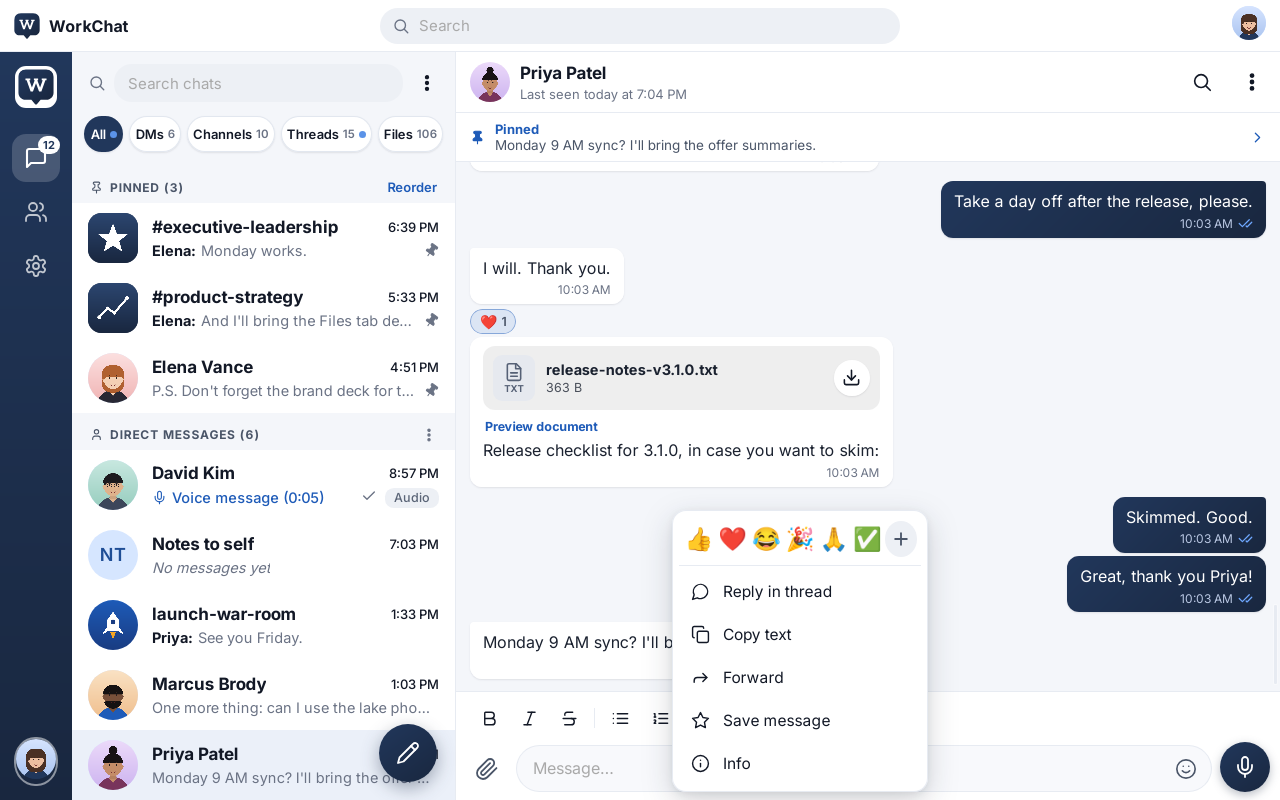 W WorkChat
Search
W
12
Search chats
All
DMs 6
Channels 10
Threads 15
Files 106
PINNED (3)
Reorder
#executive-leadership
6:39 PM
Elena: Monday works.
#product-strategy
5:33 PM
Elena: And I'll bring the Files tab de...
Elena Vance
4:51 PM
P.S. Don't forget the brand deck for t...
DIRECT MESSAGES (6)
David Kim
8:57 PM
Voice message (0:05)
Audio
NT
Notes to self
7:03 PM
No messages yet
launch-war-room
1:33 PM
Priya: See you Friday.
Marcus Brody
1:03 PM
One more thing: can I use the lake pho...
Priya Patel
Monday 9 AM sync? I'll bring the
Priya Patel
Last seen today at 7:04 PM
Pinned
Monday 9 AM sync? I'll bring the offer summaries.
Take a day off after the release, please.
10:03 AM
I will. Thank you.
10:03 AM
❤️ 1
TXT
release-notes-v3.1.0.txt
363 B
Preview document
Release checklist for 3.1.0, in case you want to skim:
10:03 AM
Skimmed. Good.
10:03 AM
Great, thank you Priya!
10:03 AM
Monday 9 AM sync? I'll b
👍 ❤️ 😂 🎉 🙏 ✅ +
Reply in thread
Copy text
Forward
Save message
Info
B I S
Message...